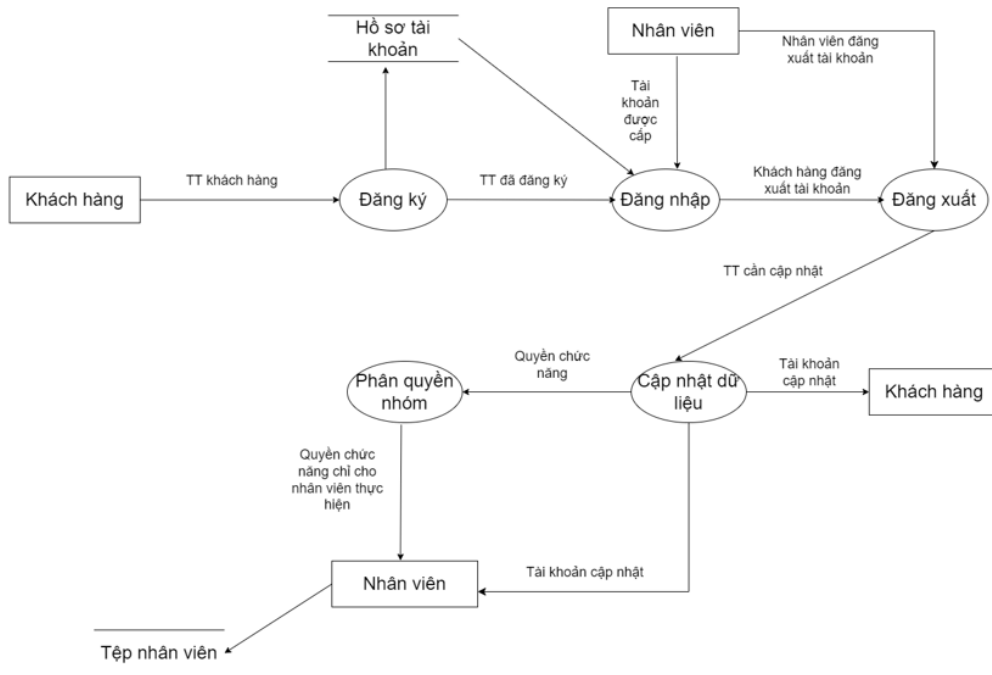 Hồ sơ tài
khoản
Nhân viên
Nhân viên đăng
xuất tài khoản
Tài
khoản
được
cấp
Khách hàng
TT khách hàng
Đăng ký
TT đã đăng ký
Đăng nhập
Khách hàng đăng
xuất tài khoản
Đăng xuất
TT cần cập nhật
Phân quyền
nhóm
Quyền chức
năng
Cập nhật dữ
liệu
Tài khoản
cập nhật
Khách hàng
Quyền chức
năng chỉ cho
nhân viên thực
hiện
Nhân viên
Tài khoản cập nhật
Tệp nhân viên